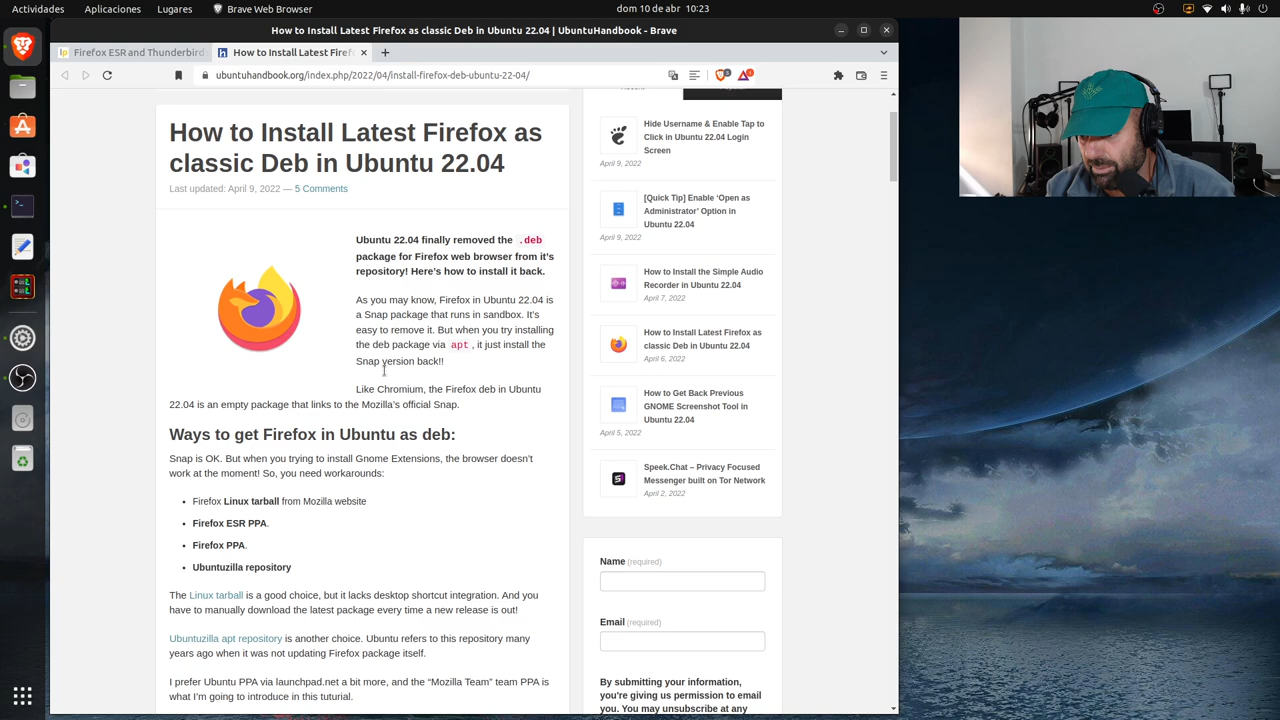 Actividades
Aplicaciones
Lugares
Brave Web Browser
dom 10 de abr 10:23
How to Install Latest Firefox as classic Deb in Ubuntu 22.04 | UbuntuHandbook - Brave
Firefox ESR and Thunderbird
How to Install Latest Firef
ubuntuhandbook.org/index.php/2022/04/install-firefox-deb-ubuntu-22-04/
How to Install Latest Firefox as
classic Deb in Ubuntu 22.04
Last updated: April 9, 2022 — 5 Comments
Ubuntu 22.04 finally removed the .deb
package for Firefox web browser from it's
repository! Here's how to install it back.
As you may know, Firefox in Ubuntu 22.04 is
a Snap package that runs in sandbox. It's
easy to remove it. But when you try installing
the deb package via apt, it just install the
Snap version back!!
Like Chromium, the Firefox deb in Ubuntu
22.04 is an empty package that links to the Mozilla's official Snap.
Ways to get Firefox in Ubuntu as deb:
Snap is OK. But when you trying to install Gnome Extensions, the browser doesn't
work at the moment! So, you need workarounds:
• Firefox Linux tarball from Mozilla website
• Firefox ESR PPA.
• Firefox PPA.
• Ubuntuzilla repository
The Linux tarball is a good choice, but it lacks desktop shortcut integration. And you
have to manually download the latest package every time a new release is out!
Ubuntuzilla apt repository is another choice. Ubuntu refers to this repository many
years ago when it was not updating Firefox package itself.
I prefer Ubuntu PPA via launchpad.net a bit more, and the "Mozilla Team" team PPA is
what I'm going to introduce in this tuturial.
Hide Username & Enable Tap to
Click in Ubuntu 22.04 Login
Screen
April 9, 2022
[Quick Tip] Enable 'Open as
Administrator' Option in
Ubuntu 22.04
April 9, 2022
How to Install the Simple Audio
Recorder in Ubuntu 22.04
April 7, 2022
How to Install Latest Firefox as
classic Deb in Ubuntu 22.04
April 6, 2022
How to Get Back Previous
GNOME Screenshot Tool in
Ubuntu 22.04
April 5, 2022
Speek.Chat – Privacy Focused
Messenger built on Tor Network
April 2, 2022
Name (required)
Email (required)
By submitting your information,
you're giving us permission to email
you. You may unsubscribe at any